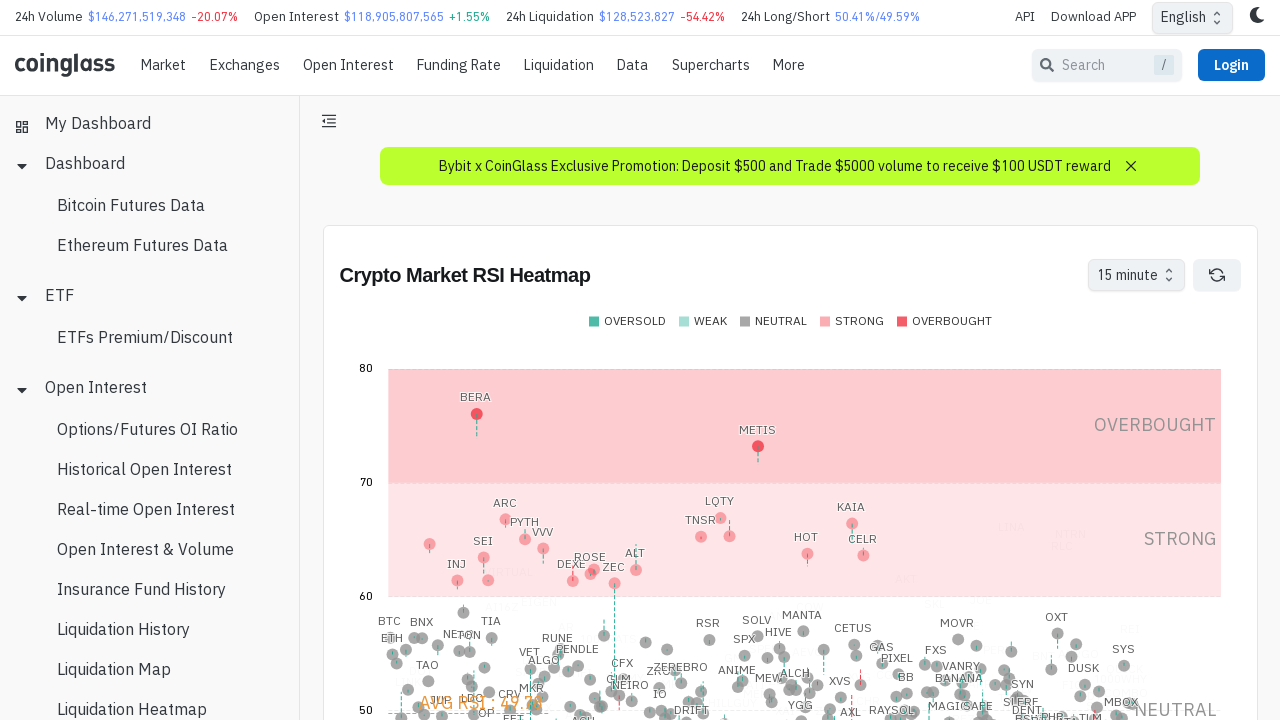 24h Volume $146,271,519,348 -20.07% Open Interest $118,905,807,565 +1.55% 24h Liquidation $128,523,827 -54.42% 24h Long/Short 50.41%/49.59% API Download APP English
coinglass Market Exchanges Open Interest Funding Rate Liquidation Data Supercharts More Search / Login
My Dashboard
Dashboard
Bitcoin Futures Data
Ethereum Futures Data
ETF
ETFs Premium/Discount
Open Interest
Options/Futures OI Ratio
Historical Open Interest
Real-time Open Interest
Open Interest & Volume
Insurance Fund History
Liquidation History
Liquidation Map
Liquidation Heatmap
Bybit x CoinGlass Exclusive Promotion: Deposit $500 and Trade $5000 volume to receive $100 USDT reward
Crypto Market RSI Heatmap
15 minute
OVERSOLD WEAK NEUTRAL STRONG OVERBOUGHT
80
BERA
OVERBOUGHT
METIS
70
ARC LQTY
PYTH TNSR KAIA
VVV HOT CELR STRONG
SEI
INJ DEXE ROSE ZEC ALT
60
BTC BNX TIA RSR SOLV MANTA CETUS MOVR OXT
ETH TON RUNE PENDLE SPX HIVE GAS FXS SYS
TAO VET ALGO CFX ZEREBRO ANIME MEW ALCH PIXEL VANRY DUSK
CRV MKR NEIRO IO YGG XVS BB BANANA SYN
AVG RSI : 49.78 DRIFT AXL RAYSOL MAGIC SAFE SLERF MBOX NEUTRAL
50